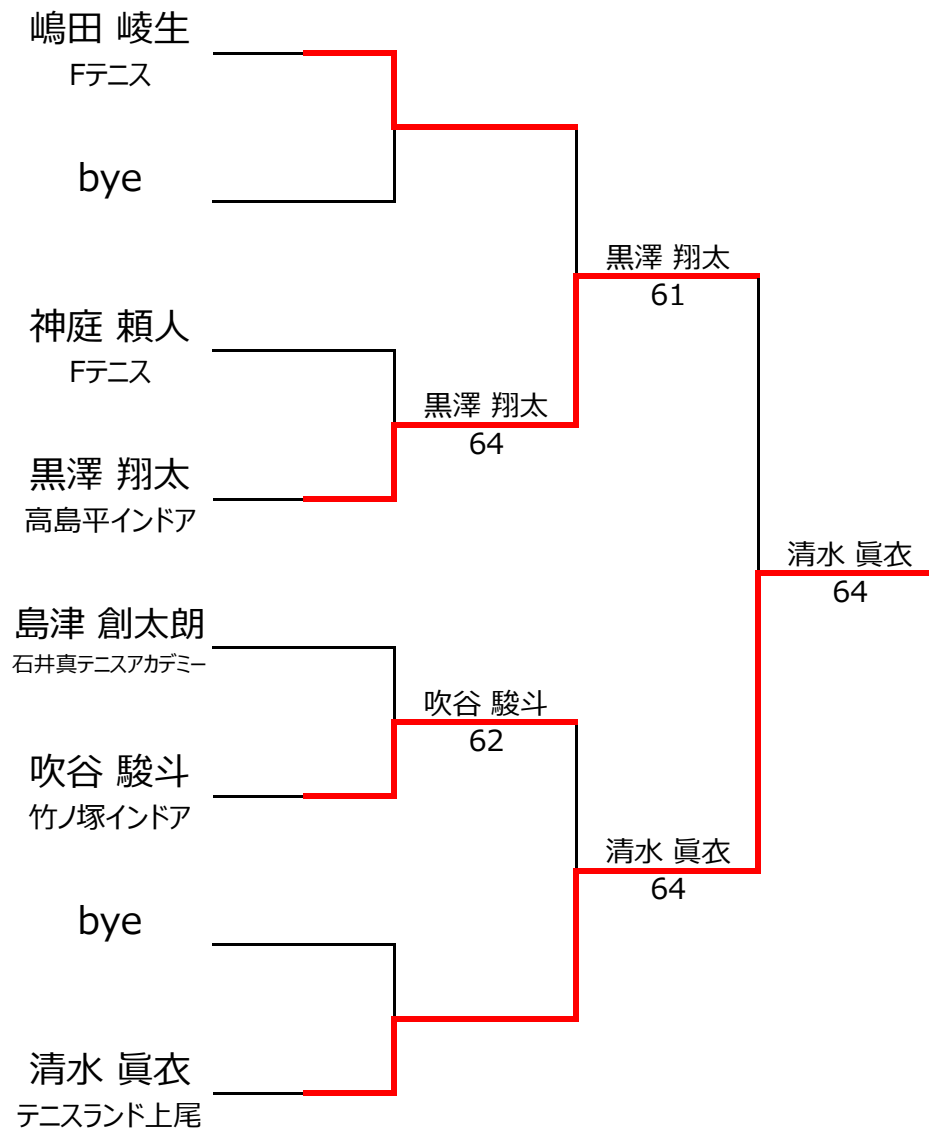 嶋田 崚生
Fテニス
bye
神庭 頼人
Fテニス
黒澤 翔太
高島平インドア
島津 創太朗
石井真テニスアカデミー
吹谷 駿斗
竹ノ塚インドア
bye
清水 眞衣
テニスランド上尾
黒澤 翔太
64
吹谷 駿斗
62
黒澤 翔太
61
清水 眞衣
64
清水 眞衣
64